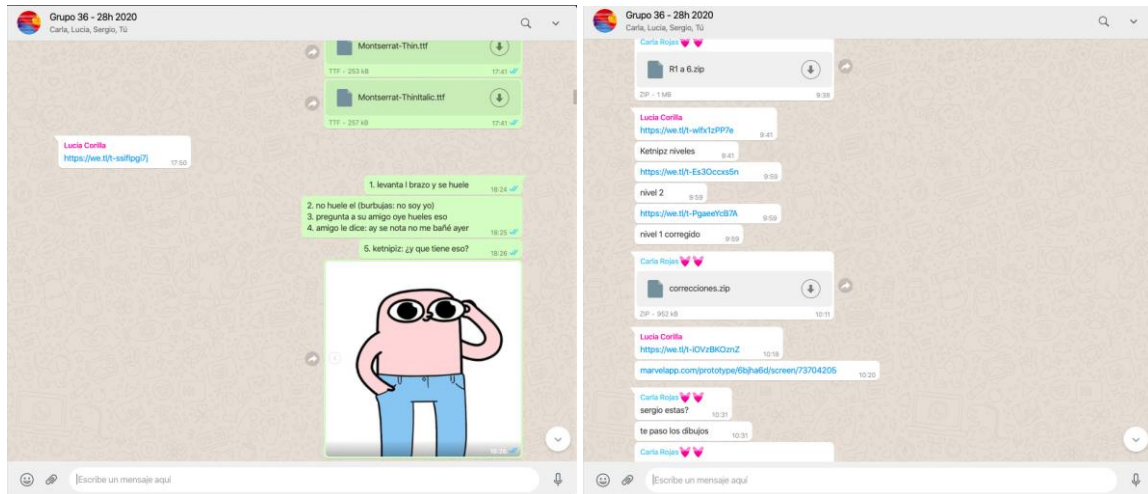 Grupo 36 - 28h 2020
Carla, Lucia, Sergio, Tú
Montserrat-Thin.ttf
TTF - 253 kB 17:41
Montserrat-ThinItalic.ttf
TTF - 257 kB 17:41
Lucia Corilla
https://we.tl/t-ssifIpgi7j
17:50
1. levanta l brazo y se huele
18:24
2. no huele el (burbujas: no soy yo)
3. pregunta a su amigo oye hueles eso
4. amigo le dice: ay se nota no me bañé ayer
18:25
5. ketnipiz: ¿y que tiene eso?
18:26
18:36
Escribe un mensaje aquí
Grupo 36 - 28h 2020
Carla, Lucia, Sergio, Tú
Carla Rojas
R1 a 6.zip
ZIP - 1 MB 9:38
Lucia Corilla
https://we.tl/t-wifx1zPP7e
9:41
Ketnipz niveles
9:41
https://we.tl/t-Es3Occxs5n
9:59
nivel 2
9:59
https://we.tl/t-PgaeeYcB7A
9:59
nivel 1 corregido
9:59
Carla Rojas
correcciones.zip
ZIP - 952 kB 10:11
Lucia Corilla
https://we.tl/t-iOVzBKOznZ
10:18
marvelapp.com/prototype/6bjha6d/screen/73704205
10:20
Carla Rojas
sergio estas?
10:31
te paso los dibujos
10:31
Carla Rojas
Escribe un mensaje aquí